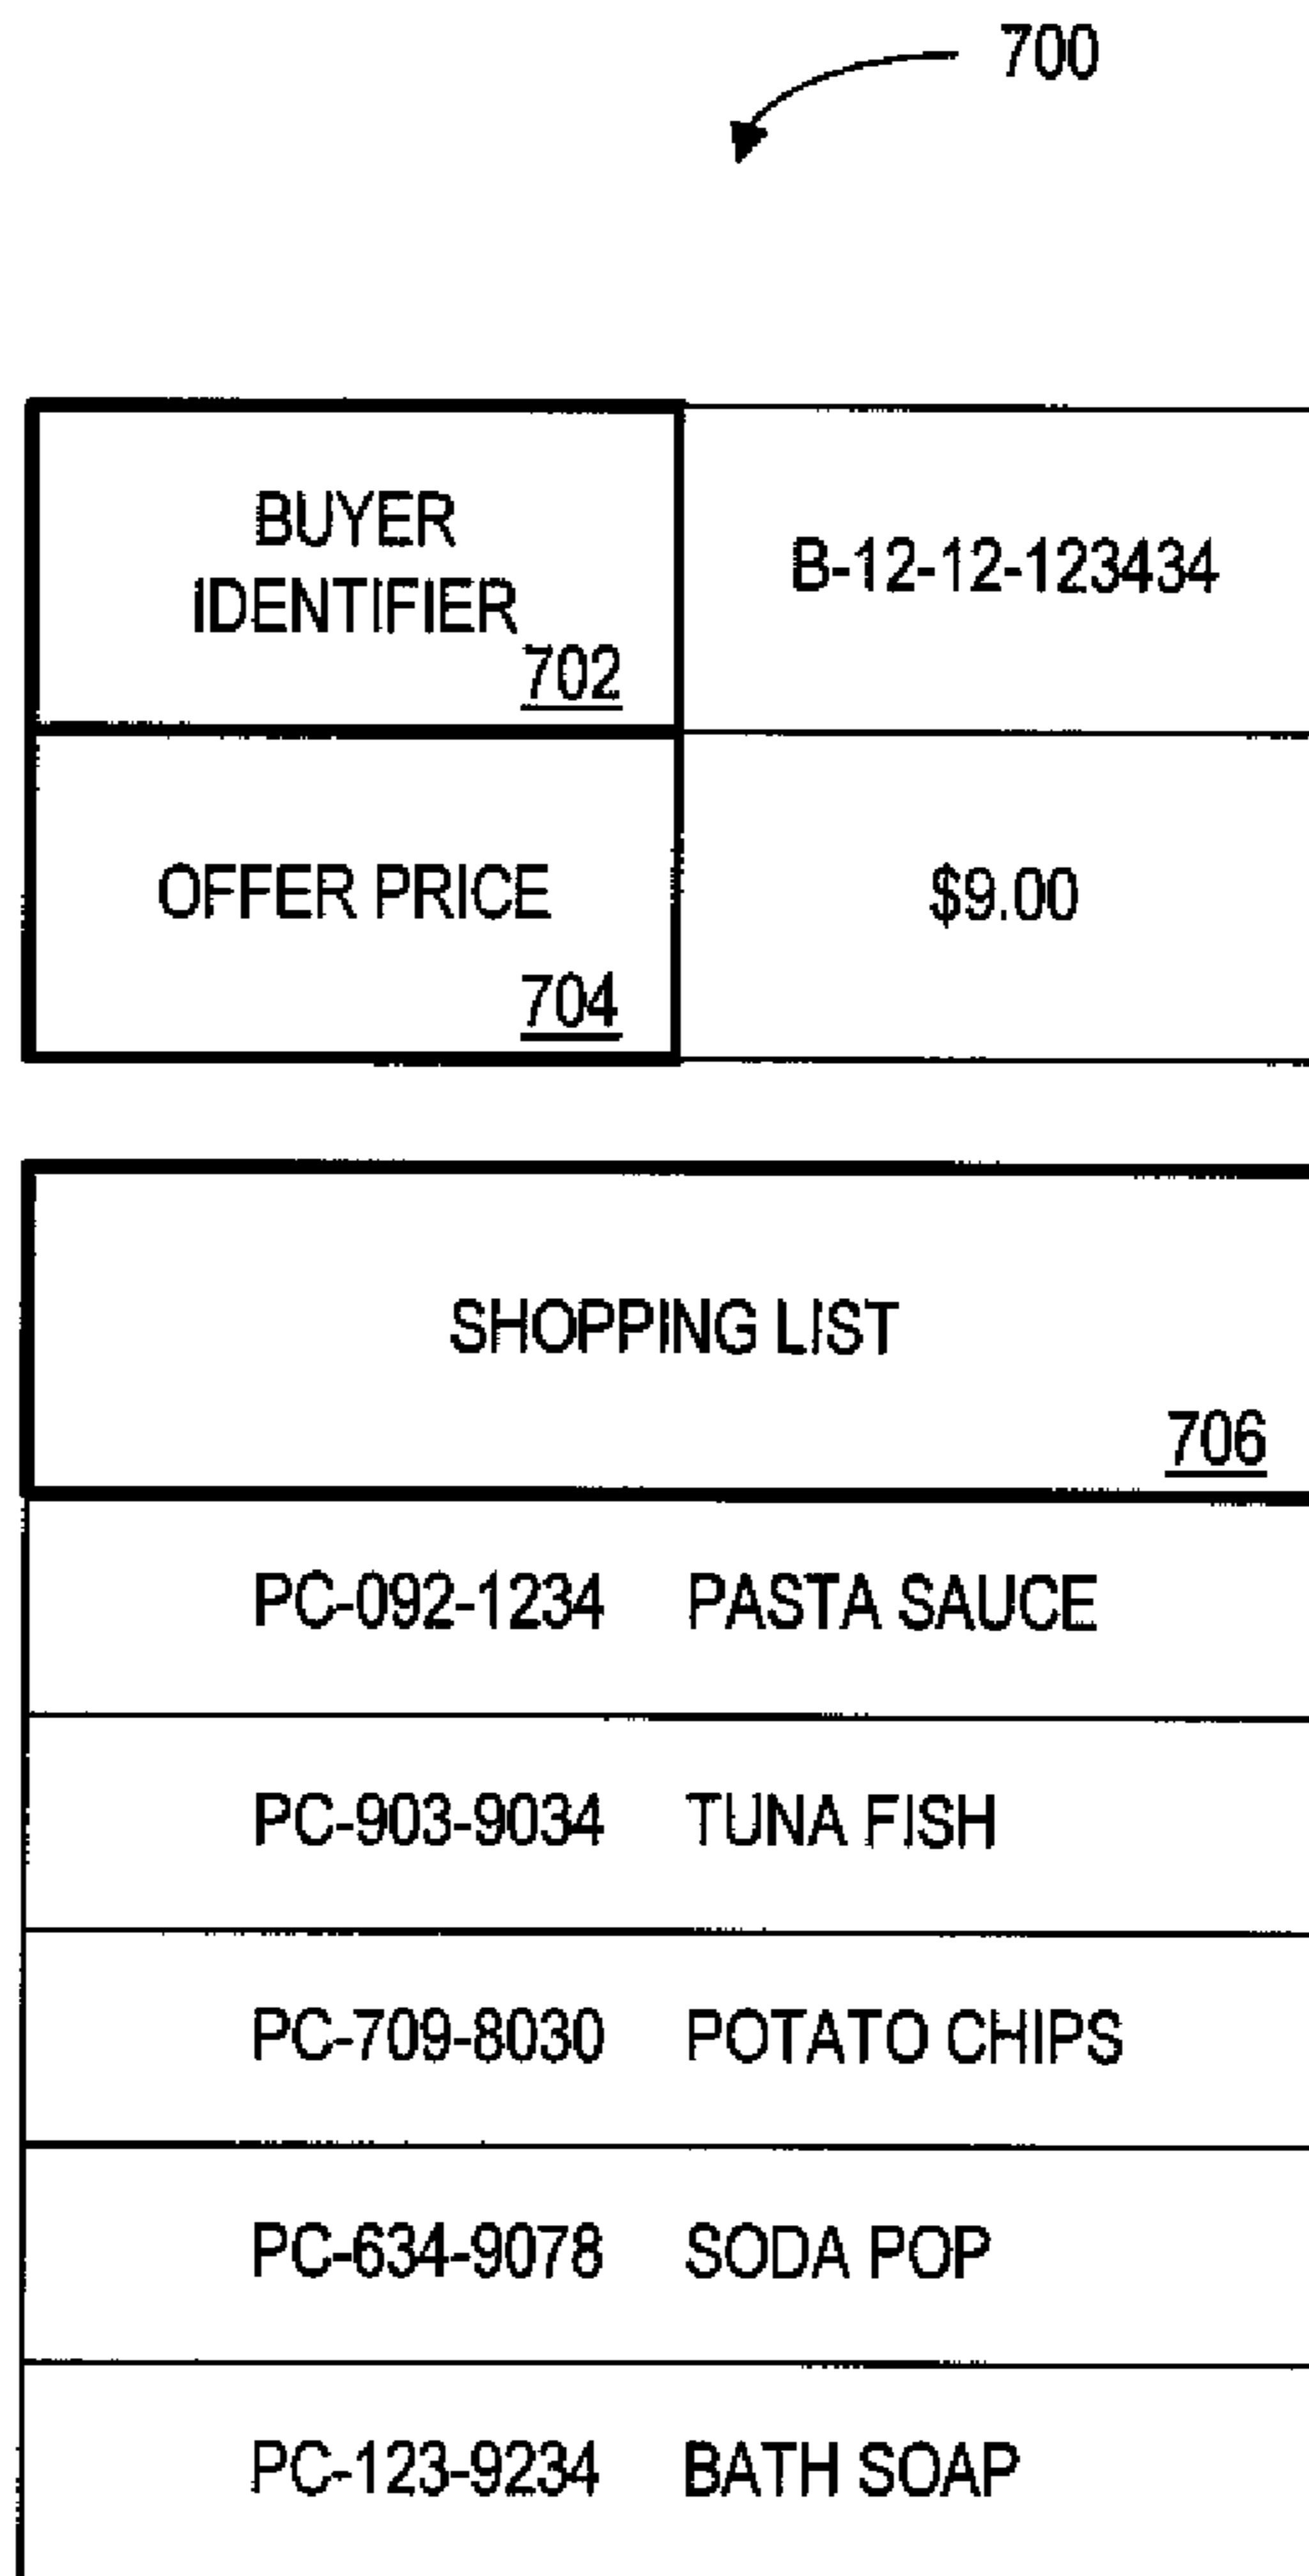 700
BUYER
IDENTIFIER
702
B-12-12-123434
OFFER PRICE
704
$9.00
SHOPPING LIST
706
PC-092-1234 PASTA SAUCE
PC-903-9034 TUNA FISH
PC-709-8030 POTATO CHIPS
PC-634-9078 SODA POP
PC-123-9234 BATH SOAP